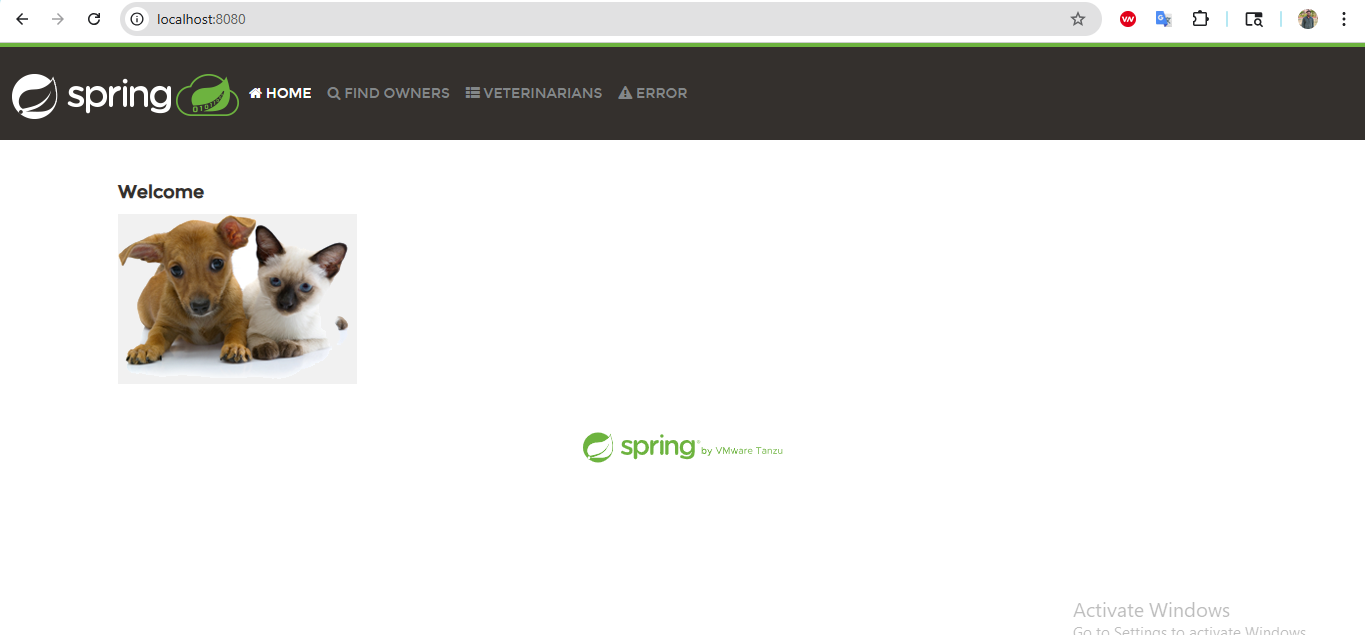 localhost:8080
spring HOME FIND OWNERS VETERINARIANS ERROR
Welcome
spring by VMware Tanzu
Activate Windows
Go to Settings to activate Windows.